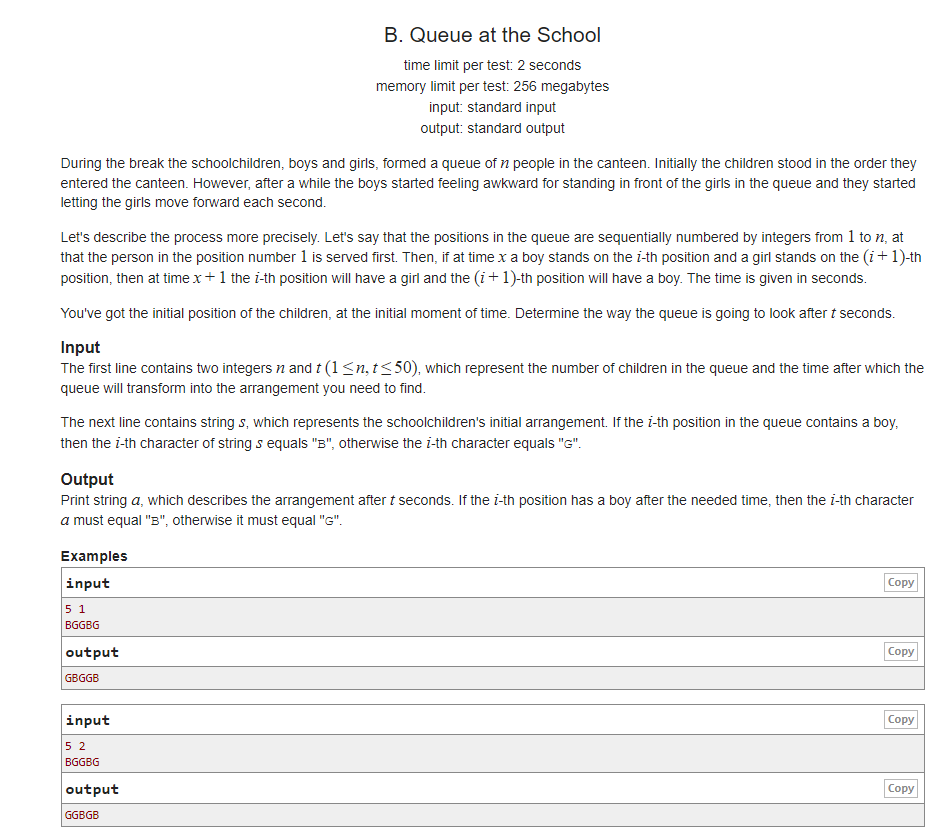 B. Queue at the School
time limit per test: 2 seconds
memory limit per test: 256 megabytes
input: standard input
output: standard output
During the break the schoolchildren, boys and girls, formed a queue of n people in the canteen. Initially the children stood in the order they
entered the canteen. However, after a while the boys started feeling awkward for standing in front of the girls in the queue and they started
letting the girls move forward each second.
Let's describe the process more precisely. Let's say that the positions in the queue are sequentially numbered by integers from 1 to n, at
that the person in the position number 1 is served first. Then, if at time x a boy stands on the i-th position and a girl stands on the (i + 1)-th
position, then at time x + 1 the i-th position will have a girl and the (i + 1)-th position will have a boy. The time is given in seconds.
You've got the initial position of the children, at the initial moment of time. Determine the way the queue is going to look after t seconds.
Input
The first line contains two integers n and t (1 ≤ n, t ≤ 50), which represent the number of children in the queue and the time after which the
queue will transform into the arrangement you need to find.
The next line contains string s, which represents the schoolchildren's initial arrangement. If the i-th position in the queue contains a boy,
then the i-th character of string s equals "B", otherwise the i-th character equals "G".
Output
Print string a, which describes the arrangement after t seconds. If the i-th position has a boy after the needed time, then the i-th character
a must equal "B", otherwise it must equal "G".
Examples
input Copy
5 1
BGGBG
output Copy
GBGGB
input Copy
5 2
BGGBG
output Copy
GGBGB